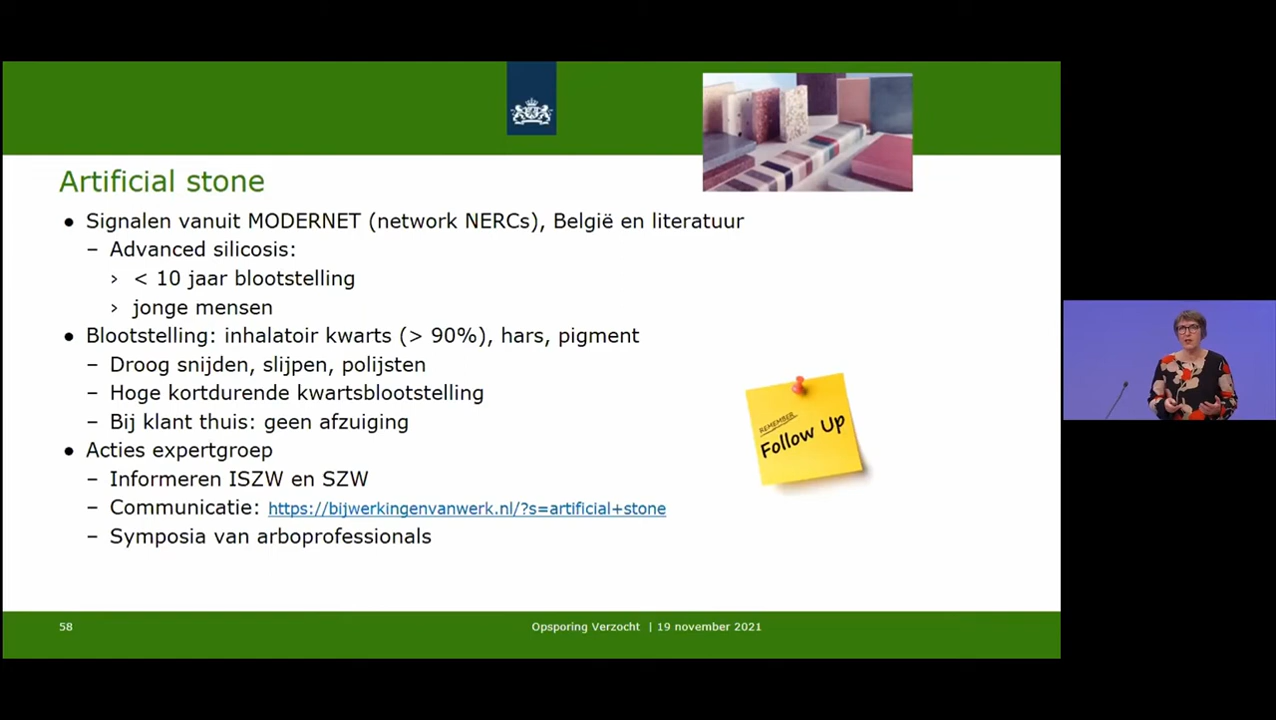 Artificial stone
● Signalen vanuit MODERNET (network NERCs), België en literatuur
– Advanced silicosis:
› < 10 jaar blootstelling
› jonge mensen
● Blootstelling: inhalatoir kwarts (> 90%), hars, pigment
– Droog snijden, slijpen, polijsten
– Hoge kortdurende kwartsblootstelling
– Bij klant thuis: geen afzuiging
● Acties expertgroep
– Informeren ISZW en SZW
– Communicatie: https://bijwerkingenvanwerk.nl/?s=artificial+stone
– Symposia van arboprofessionals
REMEMBER
Follow Up
58
Opsporing Verzocht | 19 november 2021